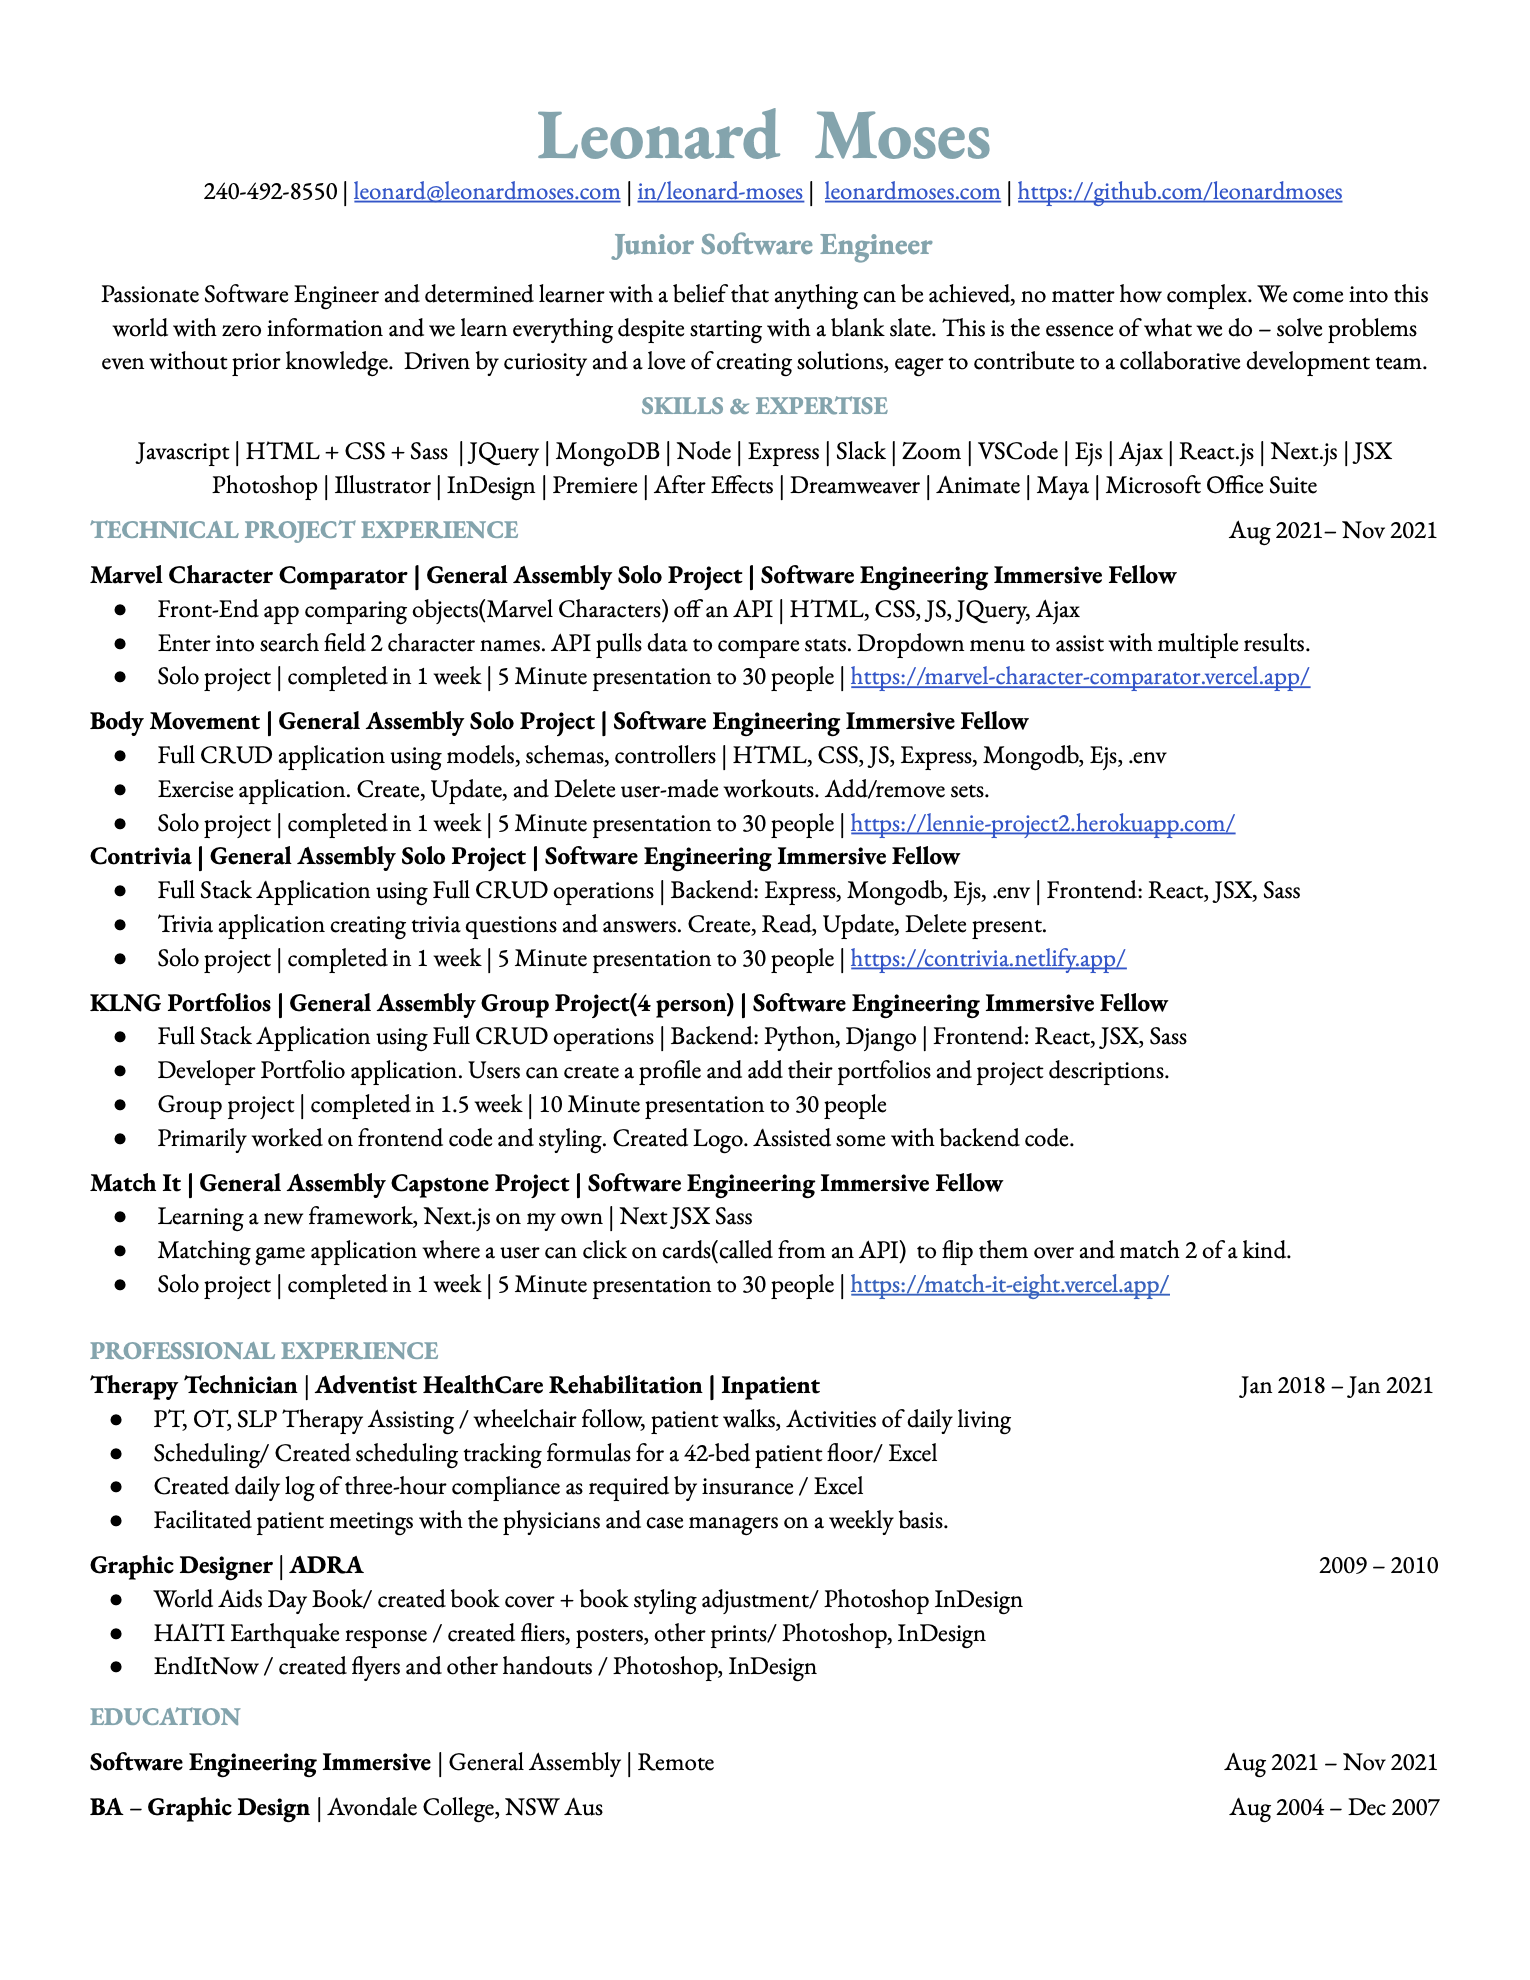 Leonard Moses
240-492-8550 | leonard@leonardmoses.com | in/leonard-moses | leonardmoses.com | https://github.com/leonardmoses
Junior Software Engineer
Passionate Software Engineer and determined learner with a belief that anything can be achieved, no matter how complex. We come into this
world with zero information and we learn everything despite starting with a blank slate. This is the essence of what we do – solve problems
even without prior knowledge. Driven by curiosity and a love of creating solutions, eager to contribute to a collaborative development team.
SKILLS & EXPERTISE
Javascript | HTML + CSS + Sass | JQuery | MongoDB | Node | Express | Slack | Zoom | VSCode | Ejs | Ajax | React.js | Next.js | JSX
Photoshop | Illustrator | InDesign | Premiere | After Effects | Dreamweaver | Animate | Maya | Microsoft Office Suite
TECHNICAL PROJECT EXPERIENCE Aug 2021– Nov 2021
Marvel Character Comparator | General Assembly Solo Project | Software Engineering Immersive Fellow
● Front-End app comparing objects(Marvel Characters) off an API | HTML, CSS, JS, JQuery, Ajax
● Enter into search field 2 character names. API pulls data to compare stats. Dropdown menu to assist with multiple results.
● Solo project | completed in 1 week | 5 Minute presentation to 30 people | https://marvel-character-comparator.vercel.app/
Body Movement | General Assembly Solo Project | Software Engineering Immersive Fellow
● Full CRUD application using models, schemas, controllers | HTML, CSS, JS, Express, Mongodb, Ejs, .env
● Exercise application. Create, Update, and Delete user-made workouts. Add/remove sets.
● Solo project | completed in 1 week | 5 Minute presentation to 30 people | https://lennie-project2.herokuapp.com/
Contrivia | General Assembly Solo Project | Software Engineering Immersive Fellow
● Full Stack Application using Full CRUD operations | Backend: Express, Mongodb, Ejs, .env | Frontend: React, JSX, Sass
● Trivia application creating trivia questions and answers. Create, Read, Update, Delete present.
● Solo project | completed in 1 week | 5 Minute presentation to 30 people | https://contrivia.netlify.app/
KLNG Portfolios | General Assembly Group Project(4 person) | Software Engineering Immersive Fellow
● Full Stack Application using Full CRUD operations | Backend: Python, Django | Frontend: React, JSX, Sass
● Developer Portfolio application. Users can create a profile and add their portfolios and project descriptions.
● Group project | completed in 1.5 week | 10 Minute presentation to 30 people
● Primarily worked on frontend code and styling. Created Logo. Assisted some with backend code.
Match It | General Assembly Capstone Project | Software Engineering Immersive Fellow
● Learning a new framework, Next.js on my own | Next JSX Sass
● Matching game application where a user can click on cards(called from an API) to flip them over and match 2 of a kind.
● Solo project | completed in 1 week | 5 Minute presentation to 30 people | https://match-it-eight.vercel.app/
PROFESSIONAL EXPERIENCE
Therapy Technician | Adventist HealthCare Rehabilitation | Inpatient Jan 2018 – Jan 2021
● PT, OT, SLP Therapy Assisting / wheelchair follow, patient walks, Activities of daily living
● Scheduling/ Created scheduling tracking formulas for a 42-bed patient floor/ Excel
● Created daily log of three-hour compliance as required by insurance / Excel
● Facilitated patient meetings with the physicians and case managers on a weekly basis.
Graphic Designer | ADRA 2009 – 2010
● World Aids Day Book/ created book cover + book styling adjustment/ Photoshop InDesign
● HAITI Earthquake response / created fliers, posters, other prints/ Photoshop, InDesign
● EndItNow / created flyers and other handouts / Photoshop, InDesign
EDUCATION
Software Engineering Immersive | General Assembly | Remote Aug 2021 – Nov 2021
BA – Graphic Design | Avondale College, NSW Aus Aug 2004 – Dec 2007